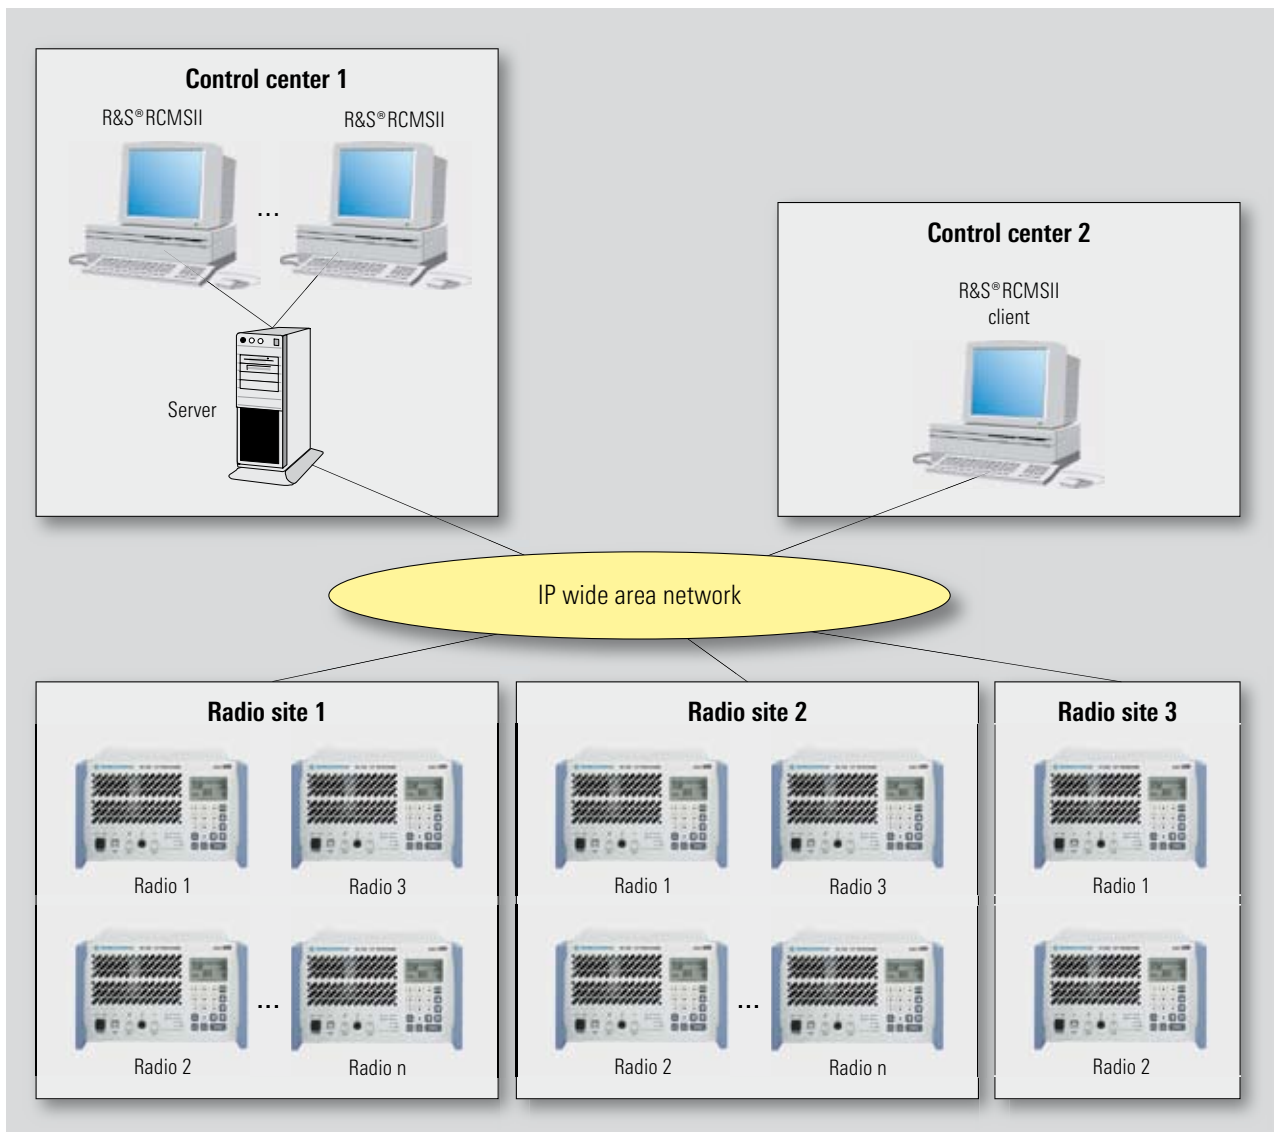 Control center 1
R&S®RCMSII
R&S®RCMSII
...
Server
Control center 2
R&S®RCMSII
client
IP wide area network
Radio site 1
Radio 1
Radio 3
Radio 2
...
Radio n
Radio site 2
Radio 1
Radio 3
Radio 2
...
Radio n
Radio site 3
Radio 1
Radio 2